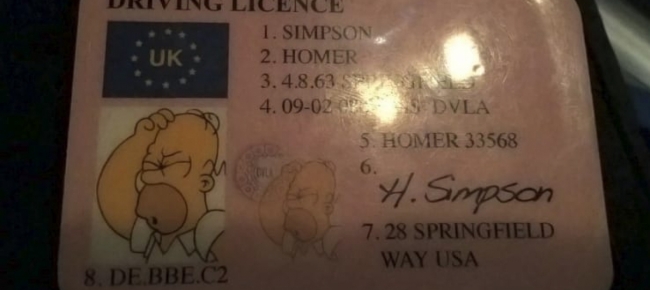 DRIVING LICENCE
UK
1. SIMPSON
2. HOMER
3. 4.8.63
4. 09-02 DVLA
5. HOMER 33568
6.
H. Simpson
7. 28 SPRINGFIELD
WAY USA
8. DE.BBE.C2